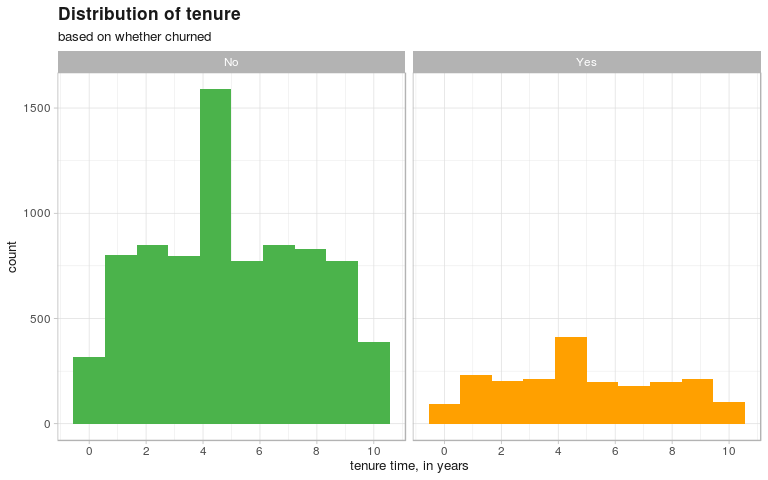 Distribution of tenure
based on whether churned
No
Yes
1500
1000
500
0
count
0 2 4 6 8 10
0 2 4 6 8 10
tenure time, in years